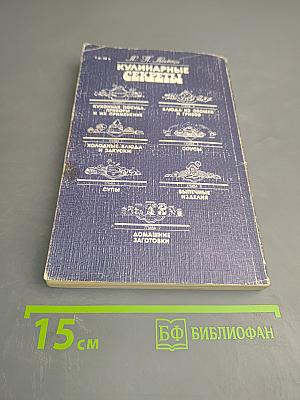 КУЛИНАРНЫЕ
СЕКРЕТЫ
КУХОННАЯ ПОСУДА,
ПРИБОРЫ
И ИХ ПРИМЕНЕНИЕ
БЛЮДА ИЗ ОВОЩЕЙ
И ГРИБОВ
ХОЛОДНЫЕ БЛЮДА
И ЗАКУСКИ
СОУСЫ
СУПЫ
ВЫПЕЧНЫЕ
ИЗДЕЛИЯ
ДОМАШНИЕ
ЗАГОТОВКИ
15 см
БФ БИБЛИОФАН